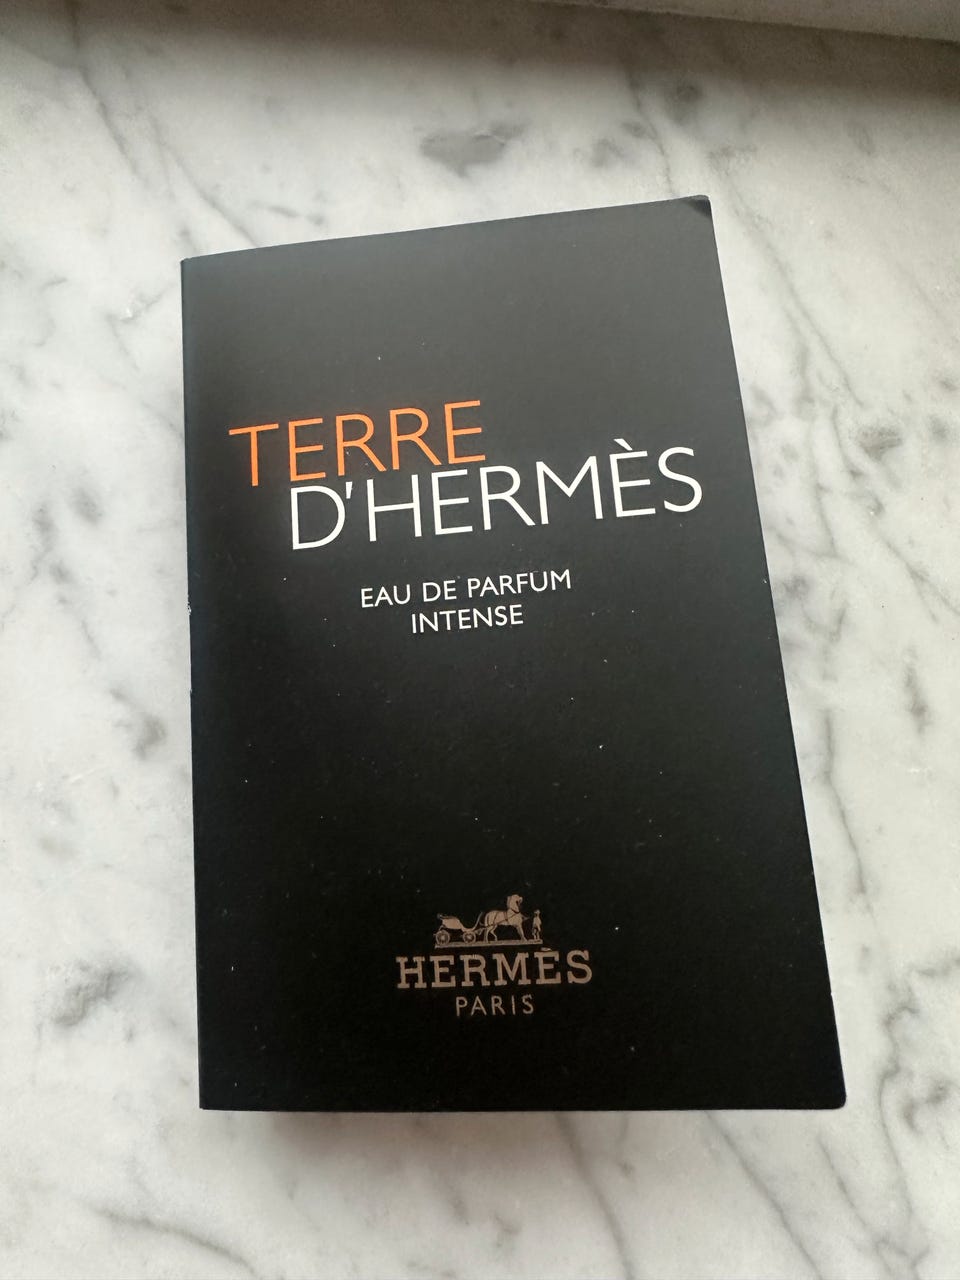 TERRE
D'HERMÈS
EAU DE PARFUM
INTENSE
HERMÈS
PARIS